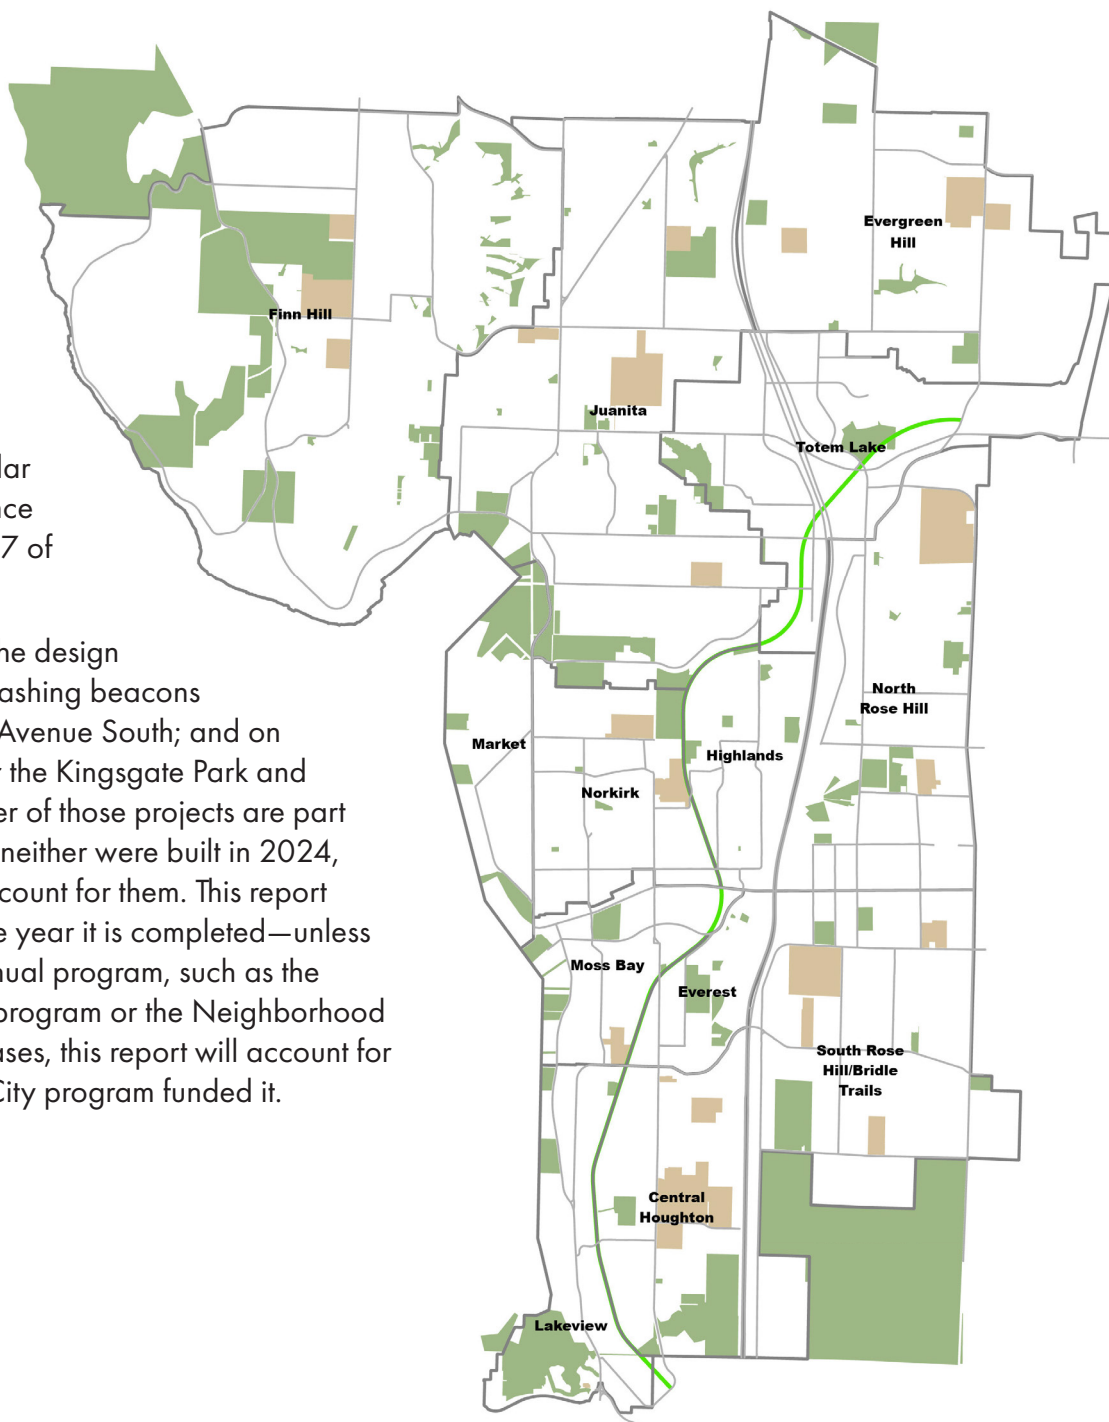 Evergreen
Hill
Finn Hill
Juanita
Totem Lake
lar
nce
7 of
ne design
ashing beacons
Avenue South; and on
r the Kingsgate Park and
er of those projects are part
neither were built in 2024,
count for them. This report
e year it is completed—unless
nual program, such as the
program or the Neighborhood
ases, this report will account for
City program funded it.
North
Rose Hill
Market
Highlands
Norkirk
Moss Bay
Everest
South Rose
Hill/Bridle
Trails
Central
Houghton
Lakeview